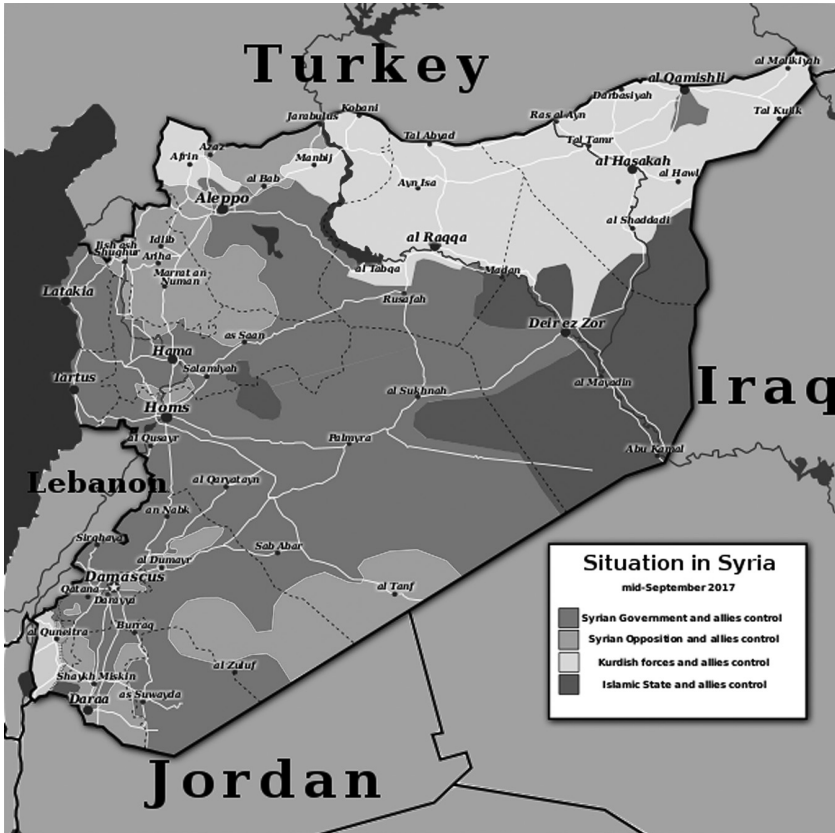 Turkey
al Malikiyah
al Qamishli
Darbasiyah
Kobani
Jarabulus
Ras al Ayn
Tal Kulik
Tal Abyad
Tal Tamr
Azaz
Afrin
Manbij
al Hasakah
al Hawl
al Bab
Ayn Isa
Aleppo
al Shaddadi
al Raqqa
Idlib
Jish ash
Shughur
Ariha
al Tabqa
Madan
Marrat an
Numan
Latakia
Rusafah
Deir ez Zor
as Saan
Hama
Salamiyah
Tartus
al Mayadin
Iraq
al Sukhnah
Homs
al Qusayr
Palmyra
Abu Kamal
Lebanon
al Qaryatayn
an Nabk
Sirghaya
Sab Abar
al Dumayr
Damascus
Qatana
Darayya
al Tanf
Burraq
al Quneitra
al Zuluf
Shaykh Miskin
as Suwayda
Daraa
Jordan
Situation in Syria
mid-September 2017
Syrian Government and allies control
Syrian Opposition and allies control
Kurdish forces and allies control
Islamic State and allies control